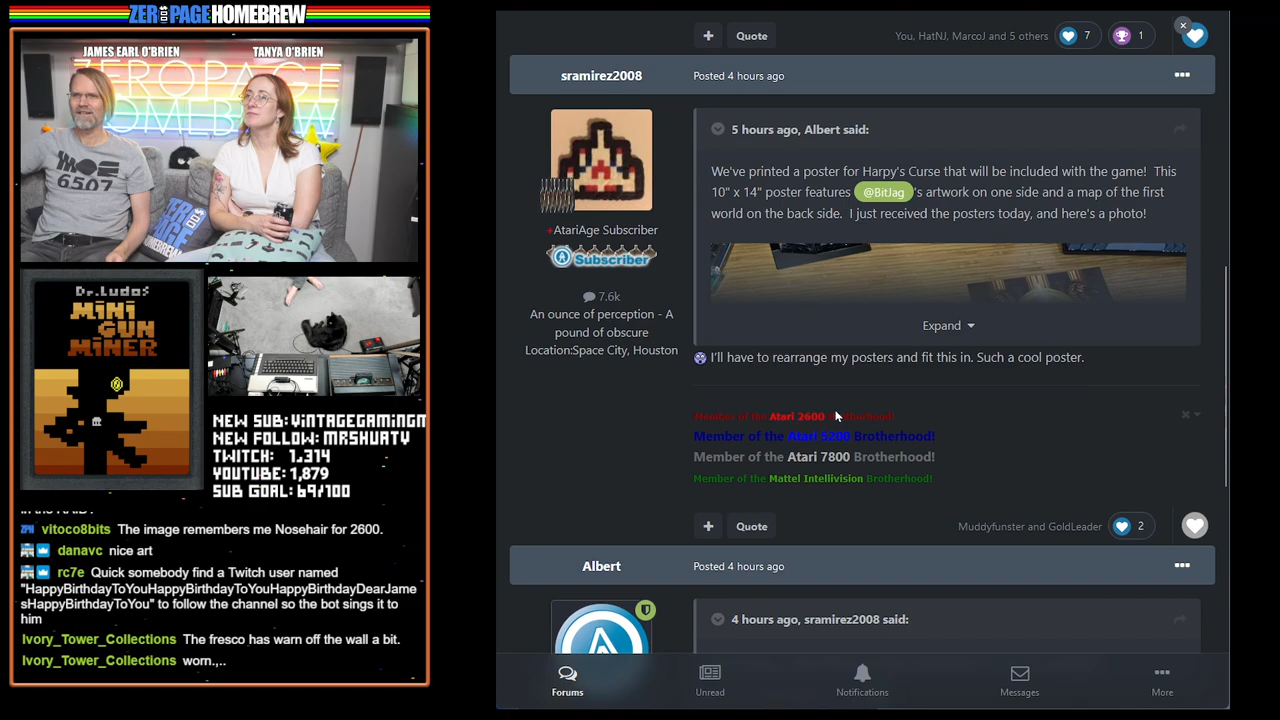 ZEROPAGEHOMEBREW
JAMES EARL O'BRIEN
TANYA O'BRIEN
ZEROPAGE
HOMEBREW
MOS
6507
ZEROPAGE
HOMEBREW
Dr.Ludos
MINI
GUN
MINER
NEW SUB: VINTAGEGAMINGM
NEW FOLLOW: MRSHUATY
TWITCH: 1,314
YOUTUBE: 1,879
SUB GOAL: 69/100
vitoco8bits The image remembers me Nosehair for 2600.
danavc nice art
rc7e Quick somebody find a Twitch user named
"HappyBirthdayToYouHappyBirthdayToYouHappyBirthdayDearJame
sHappyBirthdayToYou" to follow the channel so the bot sings it to
him
Ivory_Tower_Collections The fresco has warn off the wall a bit.
Ivory_Tower_Collections worn.,..
+ Quote You, HatNJ, MarcoJ and 5 others 7 1
sramirez2008 Posted 4 hours ago
5 hours ago, Albert said:
We've printed a poster for Harpy's Curse that will be included with the game! This
10" x 14" poster features @BitJag 's artwork on one side and a map of the first
world on the back side. I just received the posters today, and here's a photo!
Expand
+AtariAge Subscriber
Subscriber
7.6k
An ounce of perception - A
pound of obscure
Location:Space City, Houston
I'll have to rearrange my posters and fit this in. Such a cool poster.
Member of the Atari 2600 Brotherhood!
Member of the Atari 5200 Brotherhood!
Member of the Atari 7800 Brotherhood!
Member of the Mattel Intellivision Brotherhood!
+ Quote Muddyfunster and GoldLeader 2
Albert Posted 4 hours ago
4 hours ago, sramirez2008 said:
Forums Unread Notifications Messages More